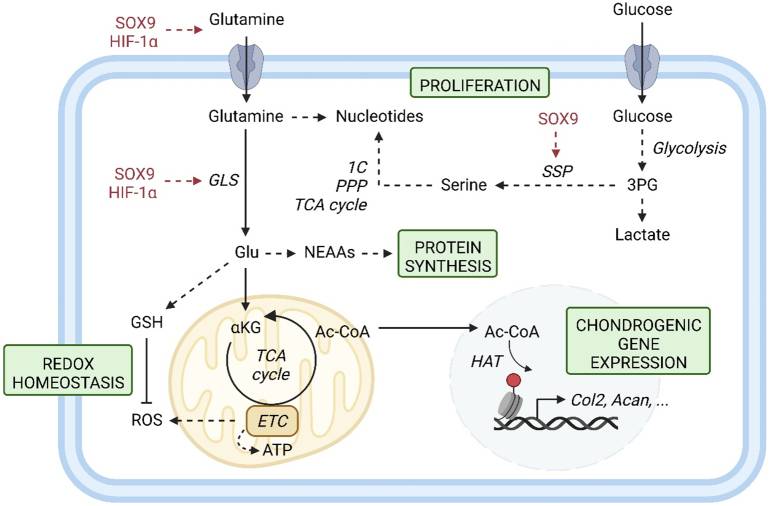 SOX9
HIF-1α
Glutamine
Glucose
PROLIFERATION
Glutamine
Nucleotides
SOX9
Glucose
Glycolysis
SOX9
HIF-1α
GLS
1C
PPP
TCA cycle
Serine
SSP
3PG
Lactate
Glu
NEAAs
PROTEIN
SYNTHESIS
GSH
αKG
Ac-CoA
TCA
cycle
ETC
ATP
REDOX
HOMEOSTASIS
ROS
Ac-CoA
HAT
CHONDROGENIC
GENE
EXPRESSION
Col2, Acan, ...